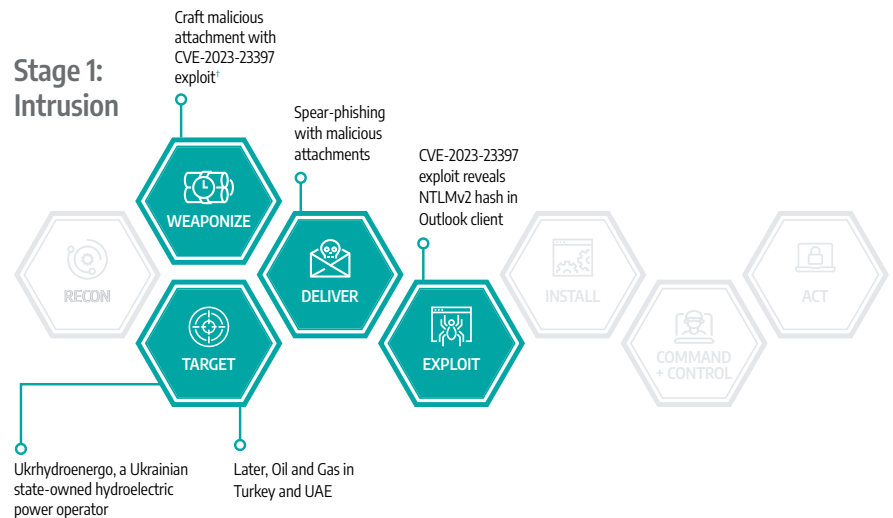 Stage 1:
Intrusion
Craft malicious
attachment with
CVE-2023-23397
exploit†
Spear-phishing
with malicious
attachments
CVE-2023-23397
exploit reveals
NTLMv2 hash in
Outlook client
WEAPONIZE
RECON
DELIVER
INSTALL
ACT
TARGET
EXPLOIT
COMMAND
+ CONTROL
Ukrhydroenergo, a Ukrainian
state-owned hydroelectric
power operator
Later, Oil and Gas in
Turkey and UAE